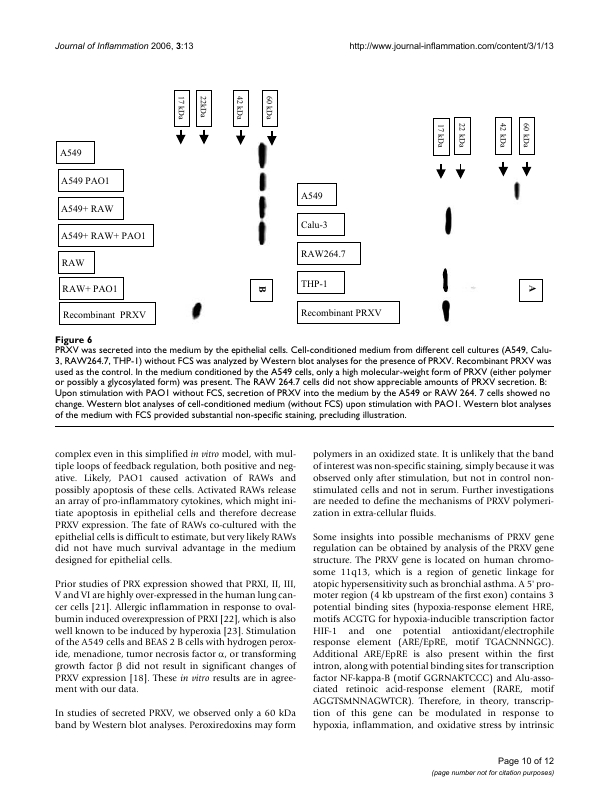 Journal of Inflammation 2006, 3:13
http://www.journal-inflammation.com/content/3/1/13
17 kDa
22kDa
42 kDa
60 kDa
A549
A549 PAO1
A549+ RAW
A549+ RAW+ PAO1
RAW
RAW+ PAO1
Recombinant PRXV
B
17 kDa
22 kDa
42 kDa
60 kDa
A549
Calu-3
RAW264.7
THP-1
Recombinant PRXV
A
Figure 6
PRXV was secreted into the medium by the epithelial cells. Cell-conditioned medium from different cell cultures (A549, Calu-
3, RAW264.7, THP-1) without FCS was analyzed by Western blot analyses for the presence of PRXV. Recombinant PRXV was
used as the control. In the medium conditioned by the A549 cells, only a high molecular-weight form of PRXV (either polymer
or possibly a glycosylated form) was present. The RAW 264.7 cells did not show appreciable amounts of PRXV secretion. B:
Upon stimulation with PAO1 without FCS, secretion of PRXV into the medium by the A549 or RAW 264. 7 cells showed no
change. Western blot analyses of cell-conditioned medium (without FCS) upon stimulation with PAO1. Western blot analyses
of the medium with FCS provided substantial non-specific staining, precluding illustration.
complex even in this simplified in vitro model, with mul-
tiple loops of feedback regulation, both positive and neg-
ative. Likely, PAO1 caused activation of RAWs and
possibly apoptosis of these cells. Activated RAWs release
an array of pro-inflammatory cytokines, which might ini-
tiate apoptosis in epithelial cells and therefore decrease
PRXV expression. The fate of RAWs co-cultured with the
epithelial cells is difficult to estimate, but very likely RAWs
did not have much survival advantage in the medium
designed for epithelial cells.
Prior studies of PRX expression showed that PRXI, II, III,
V and VI are highly over-expressed in the human lung can-
cer cells [21]. Allergic inflammation in response to oval-
bumin induced overexpression of PRXI [22], which is also
well known to be induced by hyperoxia [23]. Stimulation
of the A549 cells and BEAS 2 B cells with hydrogen perox-
ide, menadione, tumor necrosis factor α, or transforming
growth factor β did not result in significant changes of
PRXV expression [18]. These in vitro results are in agree-
ment with our data.
In studies of secreted PRXV, we observed only a 60 kDa
band by Western blot analyses. Peroxiredoxins may form
polymers in an oxidized state. It is unlikely that the band
of interest was non-specific staining, simply because it was
observed only after stimulation, but not in control non-
stimulated cells and not in serum. Further investigations
are needed to define the mechanisms of PRXV polymeri-
zation in extra-cellular fluids.
Some insights into possible mechanisms of PRXV gene
regulation can be obtained by analysis of the PRXV gene
structure. The PRXV gene is located on human chromo-
some 11q13, which is a region of genetic linkage for
atopic hypersensitivity such as bronchial asthma. A 5' pro-
moter region (4 kb upstream of the first exon) contains 3
potential binding sites (hypoxia-response element HRE,
motifs ACGTG for hypoxia-inducible transcription factor
HIF-1 and one potential antioxidant/electrophile
response element (ARE/EpRE, motif TGACNNNGC).
Additional ARE/EpRE is also present within the first
intron, along with potential binding sites for transcription
factor NF-kappa-B (motif GGRNAKTCCC) and Alu-asso-
ciated retinoic acid-response element (RARE, motif
AGGTSMNNAGWTCR). Therefore, in theory, transcrip-
tion of this gene can be modulated in response to
hypoxia, inflammation, and oxidative stress by intrinsic
Page 10 of 12
(page number not for citation purposes)